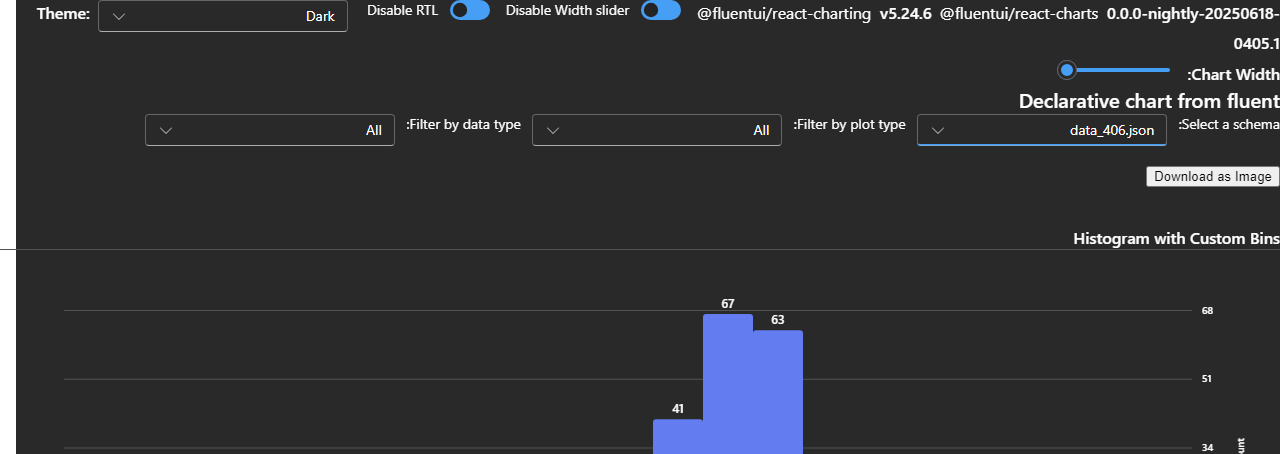 Theme:
Dark
Disable RTL
Disable Width slider
@fluentui/react-charting v5.24.6 @fluentui/react-charts 0.0.0-nightly-20250618-
0405.1
:Chart Width
Declarative chart from fluent
:Select a schema
data_406.json
:Filter by plot type
All
:Filter by data type
All
Download as Image
Histogram with Custom Bins
67
68
63
51
41
34